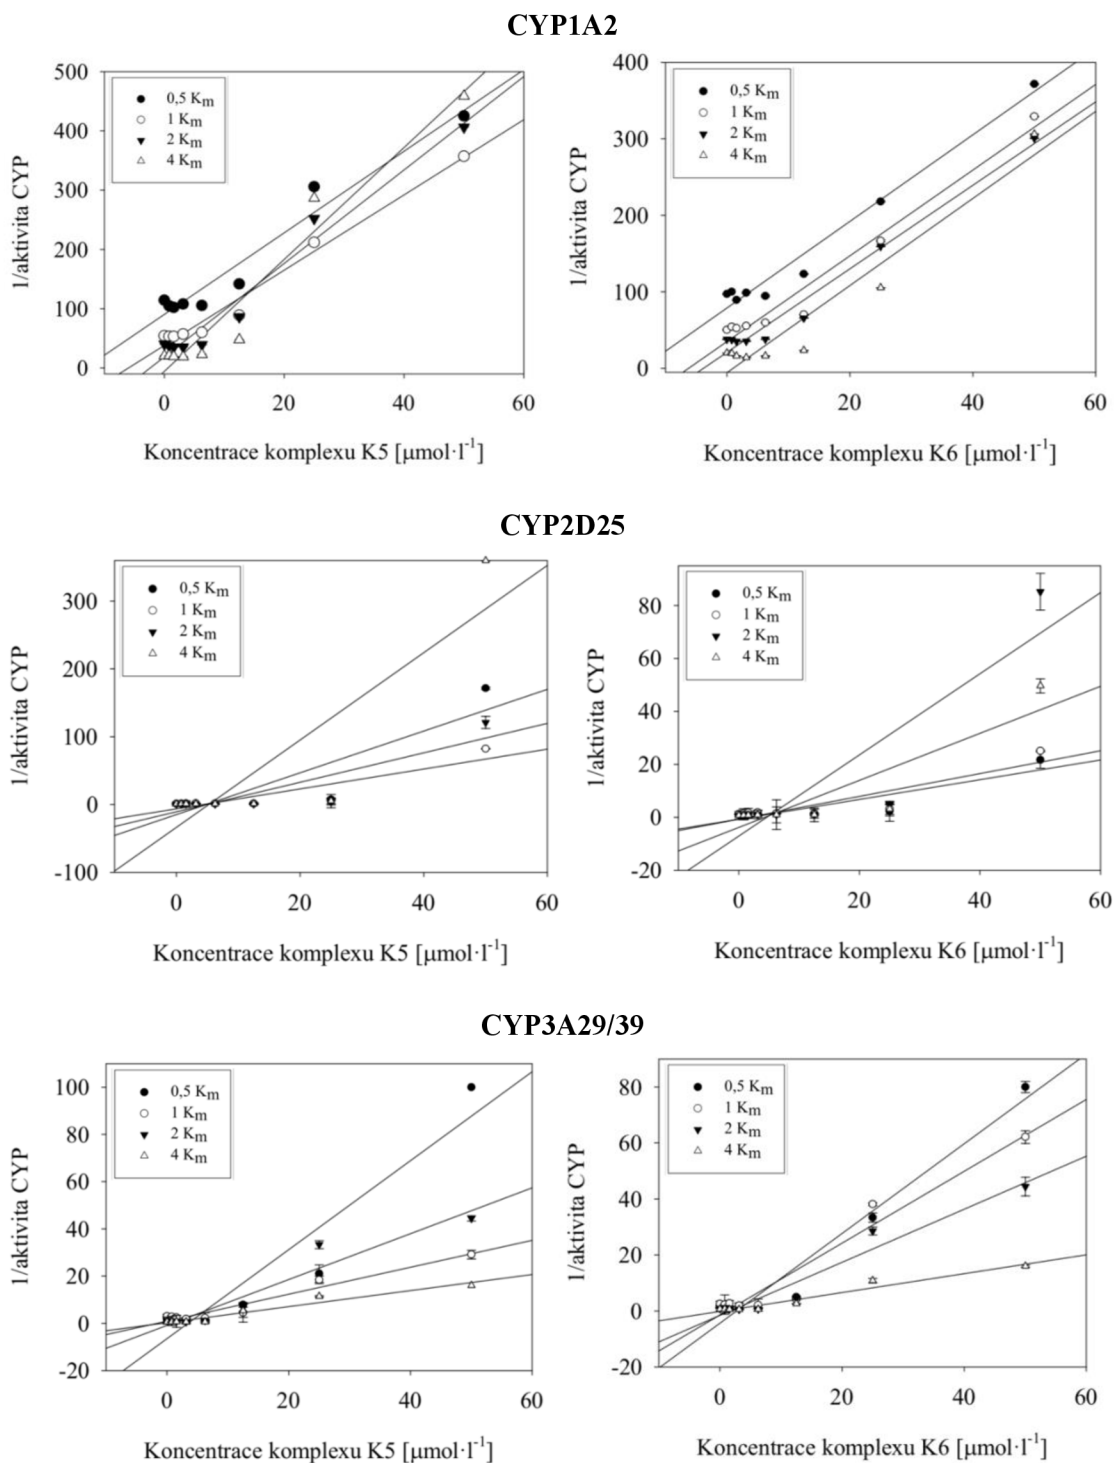 CYP1A2
500
400
300
200
100
0
0 20 40 60
1/aktivita CYP
0,5 Km
1 Km
2 Km
4 Km
Koncentrace komplexu K5 [µmol·l-1]
400
300
200
100
0
0 20 40 60
1/aktivita CYP
0,5 Km
1 Km
2 Km
4 Km
Koncentrace komplexu K6 [µmol·l-1]
CYP2D25
300
200
100
0
-100
0 20 40 60
1/aktivita CYP
0,5 Km
1 Km
2 Km
4 Km
Koncentrace komplexu K5 [µmol·l-1]
80
60
40
20
0
-20
0 20 40 60
1/aktivita CYP
0,5 Km
1 Km
2 Km
4 Km
Koncentrace komplexu K6 [µmol·l-1]
CYP3A29/39
100
80
60
40
20
0
-20
0 20 40 60
1/aktivita CYP
0,5 Km
1 Km
2 Km
4 Km
Koncentrace komplexu K5 [µmol·l-1]
80
60
40
20
0
-20
0 20 40 60
1/aktivita CYP
0,5 Km
1 Km
2 Km
4 Km
Koncentrace komplexu K6 [µmol·l-1]